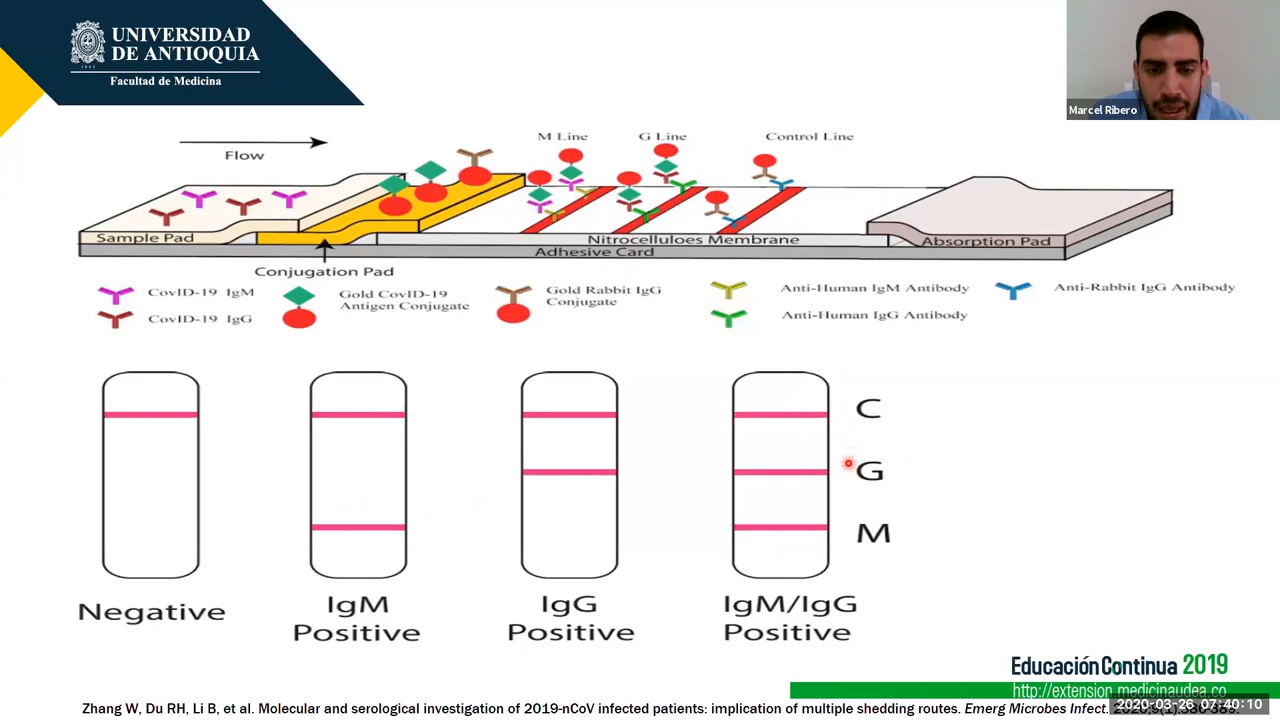 UNIVERSIDAD
DE ANTIOQUIA
Facultad de Medicina
Marcel Ribero
M Line
G Line
Control Line
Flow
Sample Pad
Nitrocelluloes Membrane
Absorption Pad
Adhesive Card
Conjugation Pad
CovID-19 IgM
CovID-19 IgG
Gold CovID-19
Antigen Conjugate
Gold Rabbit IgG
Conjugate
Anti-Human IgM Antibody
Anti-Human IgG Antibody
Anti-Rabbit IgG Antibody
C
G
M
Negative
IgM
Positive
IgG
Positive
IgM/IgG
Positive
Educación Continua 2019
http://extension.medicinaudea.co
Zhang W, Du RH, Li B, et al. Molecular and serological investigation of 2019-nCoV infected patients: implication of multiple shedding routes. Emerg Microbes Infect.
2020-03-26 07:40:10